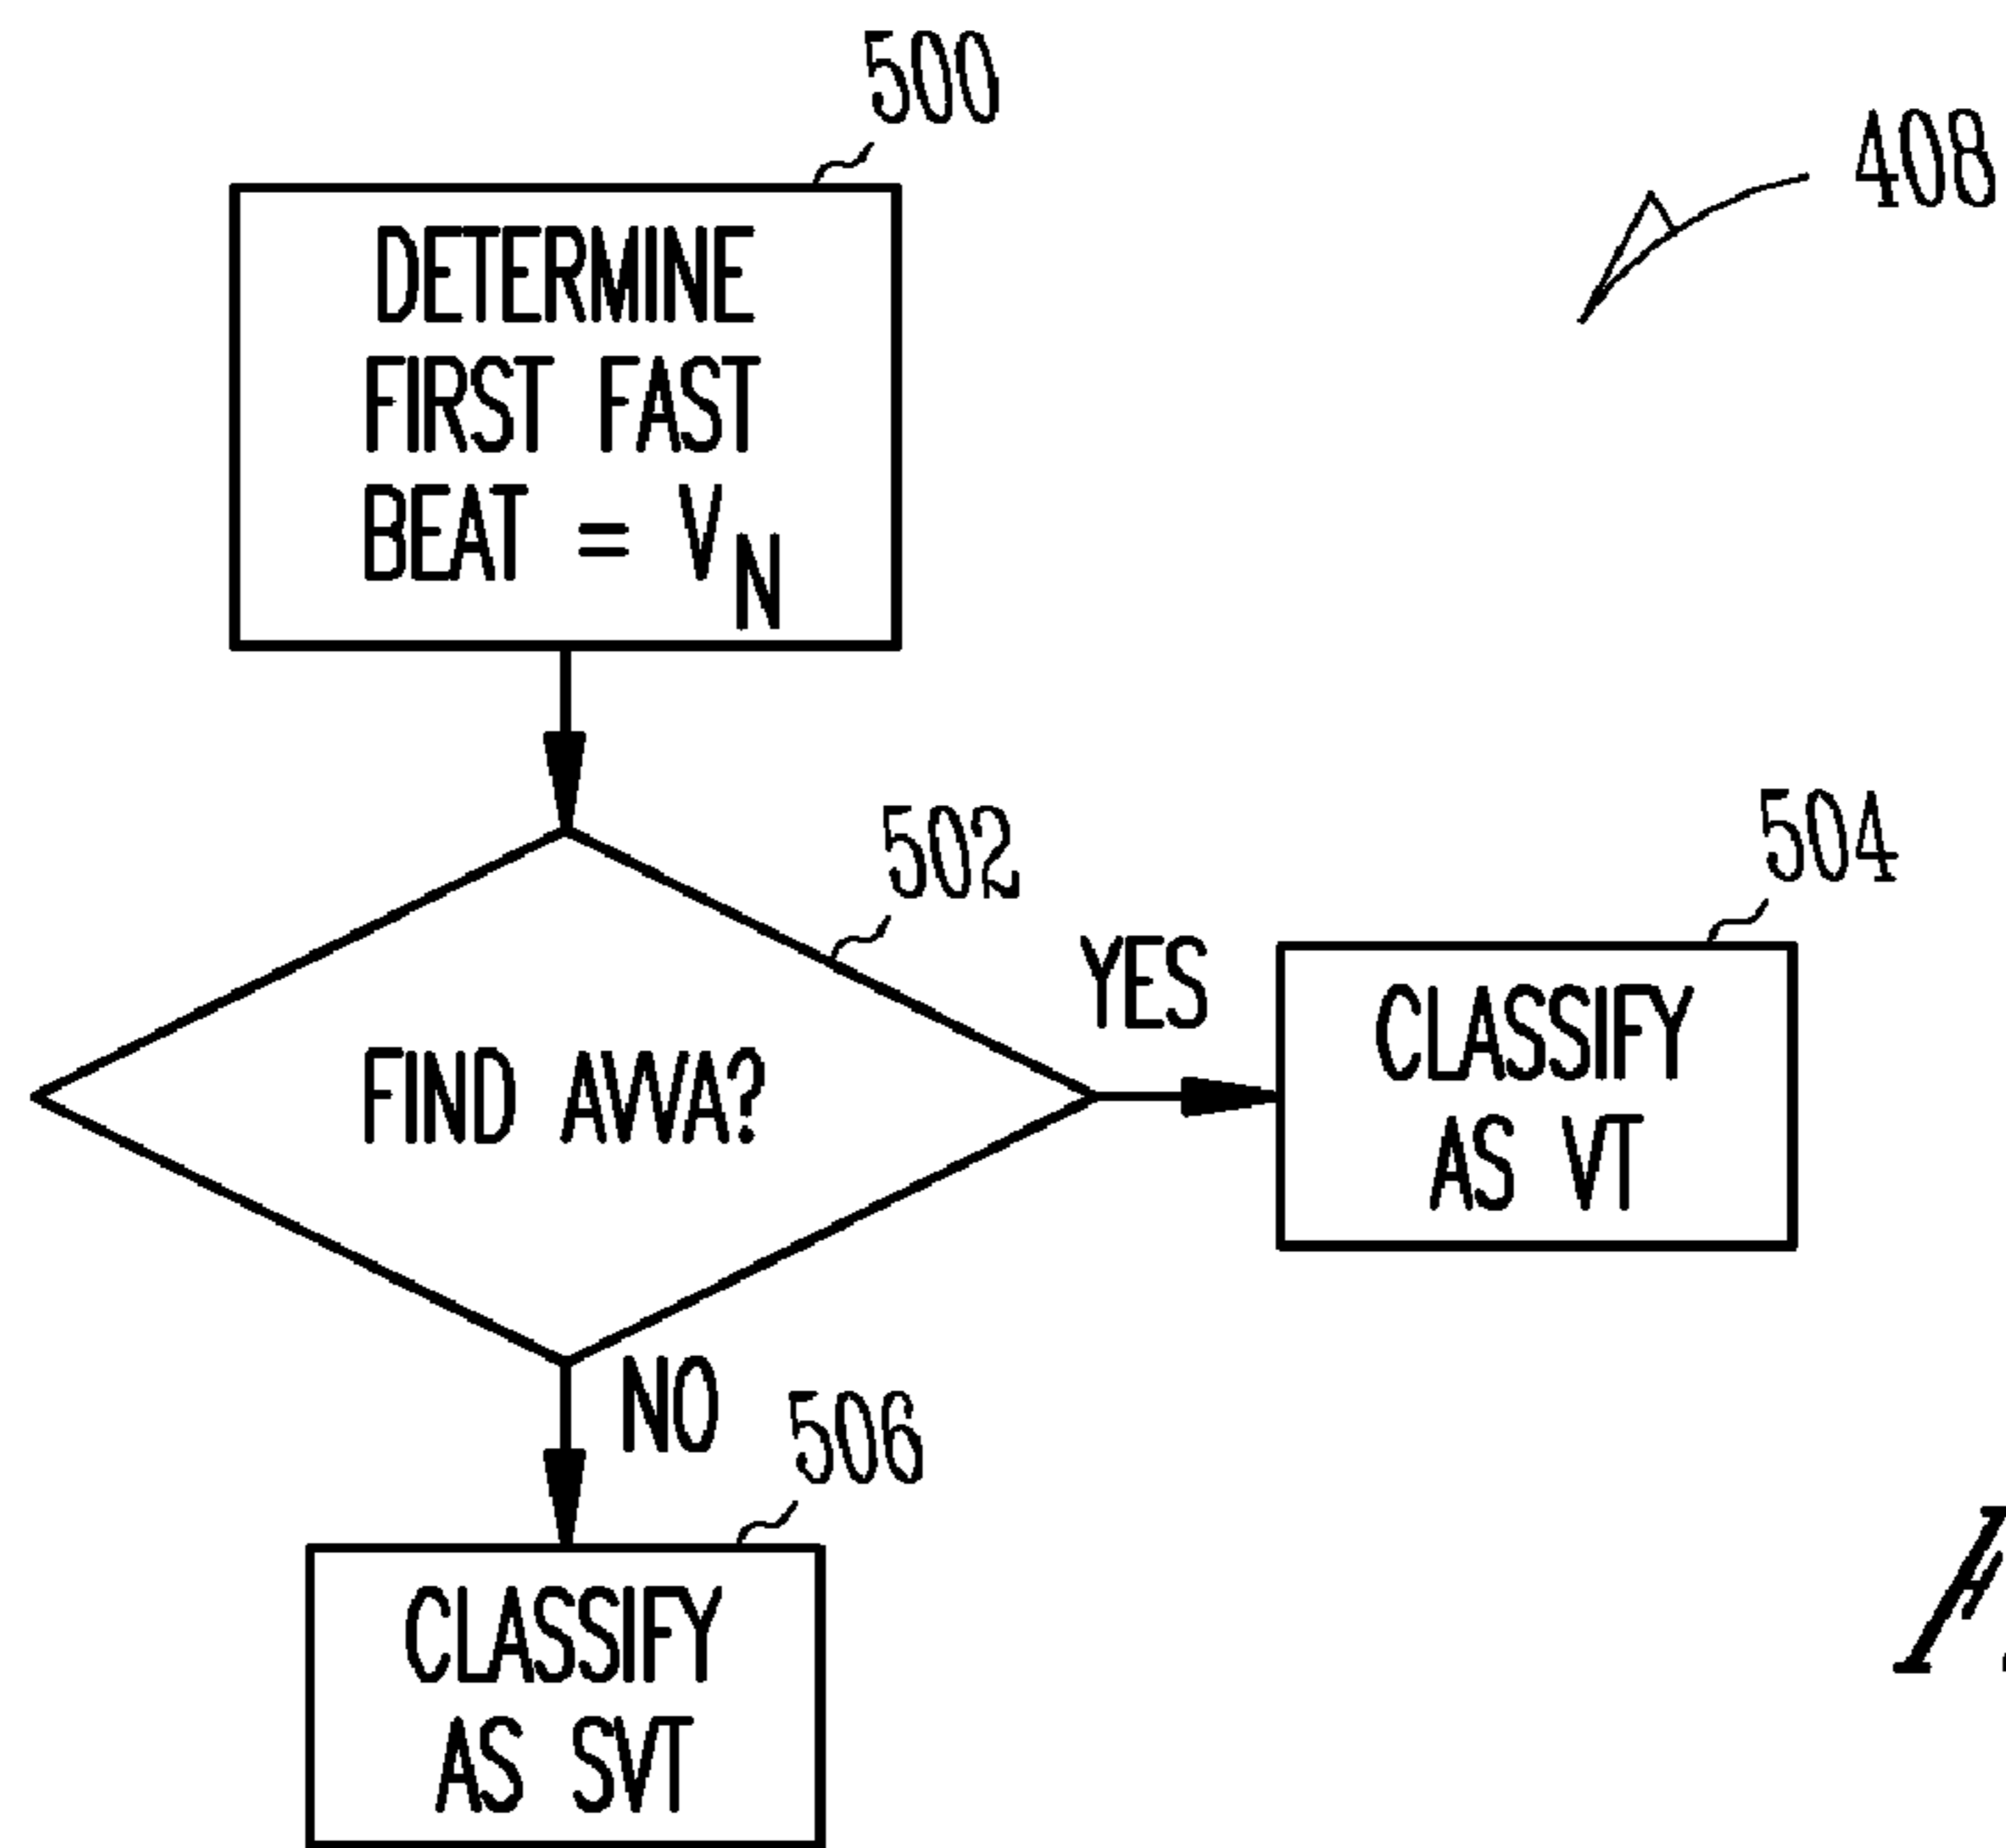 500
408
DETERMINE
FIRST FAST
BEAT = V_N
502
504
YES
FIND AVVA?
CLASSIFY
AS VT
NO
506
CLASSIFY
AS SVT